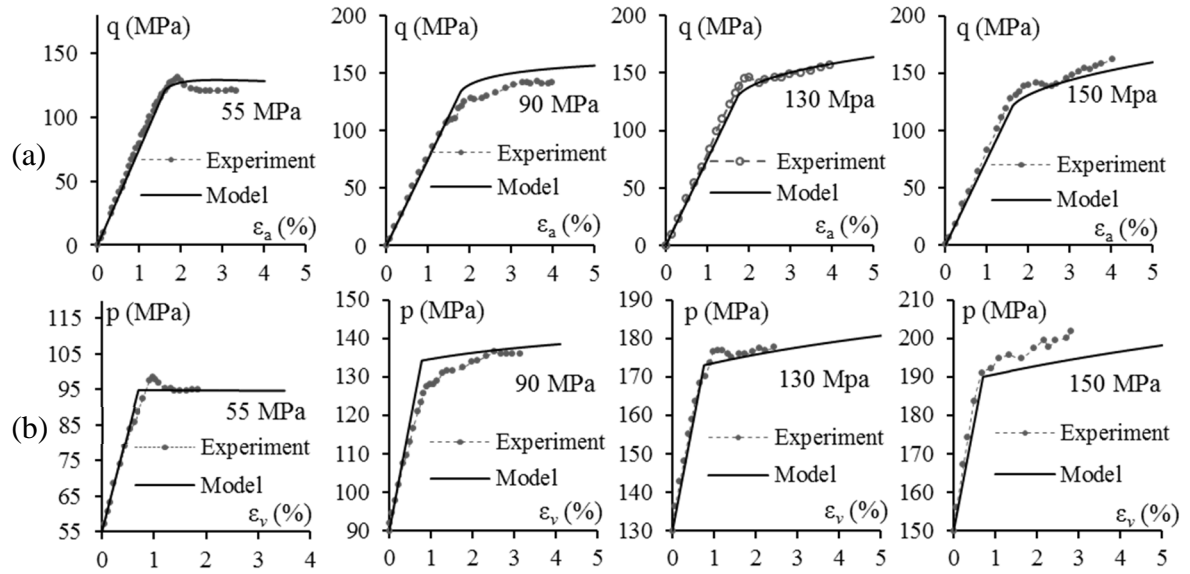 (a)
q (MPa)
150
100
50
0
55 MPa
Experiment
Model
εa (%)
0 1 2 3 4 5
q (MPa)
200
150
100
50
0
90 MPa
Experiment
Model
εa (%)
0 1 2 3 4 5
q (MPa)
200
150
100
50
0
130 Mpa
Experiment
Model
εa (%)
0 1 2 3 4 5
q (MPa)
200
150
100
50
0
150 Mpa
Experiment
Model
εa (%)
0 1 2 3 4 5
(b)
p (MPa)
115
105
95
85
75
65
55
55 MPa
Experiment
Model
εv (%)
0 1 2 3 4
p (MPa)
150
140
130
120
110
100
90
90 MPa
Experiment
Model
εv (%)
0 1 2 3 4 5
p (MPa)
190
180
170
160
150
140
130
130 Mpa
Experiment
Model
εv (%)
0 1 2 3 4 5
p (MPa)
210
200
190
180
170
160
150
150 MPa
Experiment
Model
εv (%)
0 1 2 3 4 5